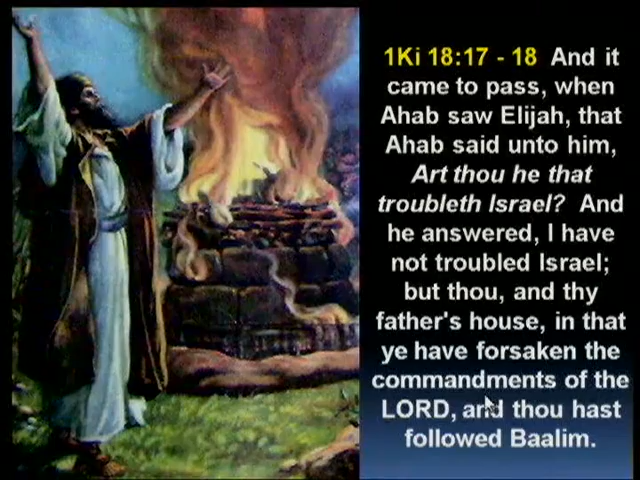 1Ki 18:17 - 18 And it
came to pass, when
Ahab saw Elijah, that
Ahab said unto him,
Art thou he that
troubleth Israel? And
he answered, I have
not troubled Israel;
but thou, and thy
father's house, in that
ye have forsaken the
commandments of the
LORD, and thou hast
followed Baalim.